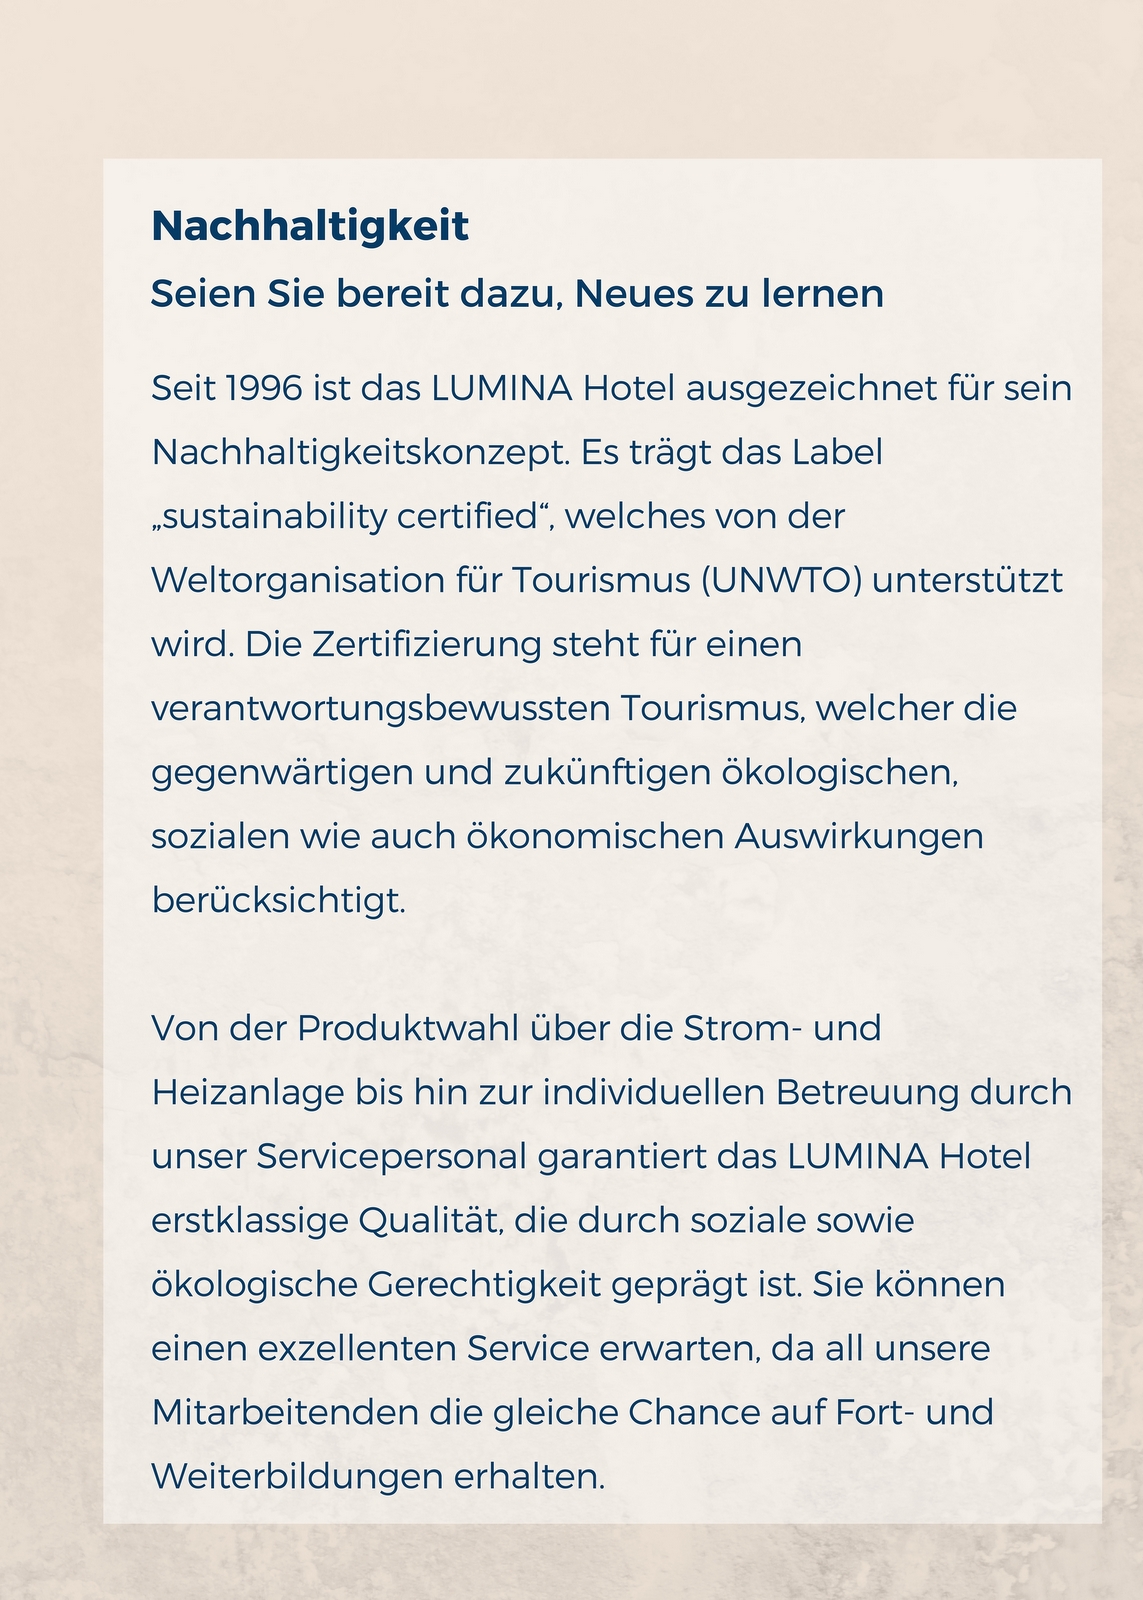 Nachhaltigkeit
Seien Sie bereit dazu, Neues zu lernen
Seit 1996 ist das LUMINA Hotel ausgezeichnet für sein
Nachhaltigkeitskonzept. Es trägt das Label
„sustainability certified“, welches von der
Weltorganisation für Tourismus (UNWTO) unterstützt
wird. Die Zertifizierung steht für einen
verantwortungsbewussten Tourismus, welcher die
gegenwärtigen und zukünftigen ökologischen,
sozialen wie auch ökonomischen Auswirkungen
berücksichtigt.
Von der Produktwahl über die Strom- und
Heizanlage bis hin zur individuellen Betreuung durch
unser Servicepersonal garantiert das LUMINA Hotel
erstklassige Qualität, die durch soziale sowie
ökologische Gerechtigkeit geprägt ist. Sie können
einen exzellenten Service erwarten, da all unsere
Mitarbeitenden die gleiche Chance auf Fort- und
Weiterbildungen erhalten.